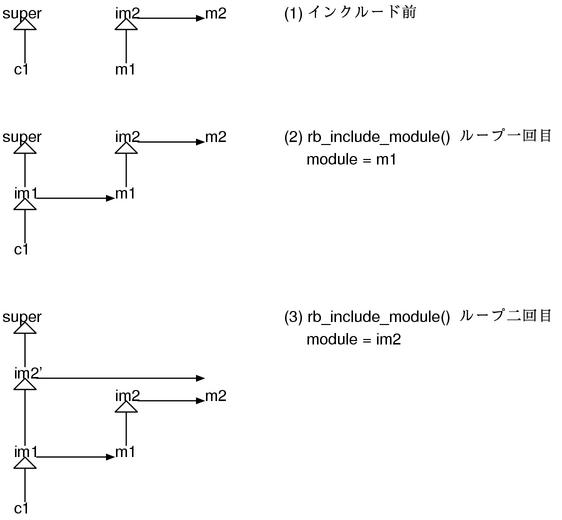 super
im2
m2
(1) インクルード前
c1
m1
super
im2
m2
(2) rb_include_module() ループ一回目
module = m1
im1
m1
c1
super
(3) rb_include_module() ループ二回目
module = im2
im2'
im2
m2
im1
m1
c1